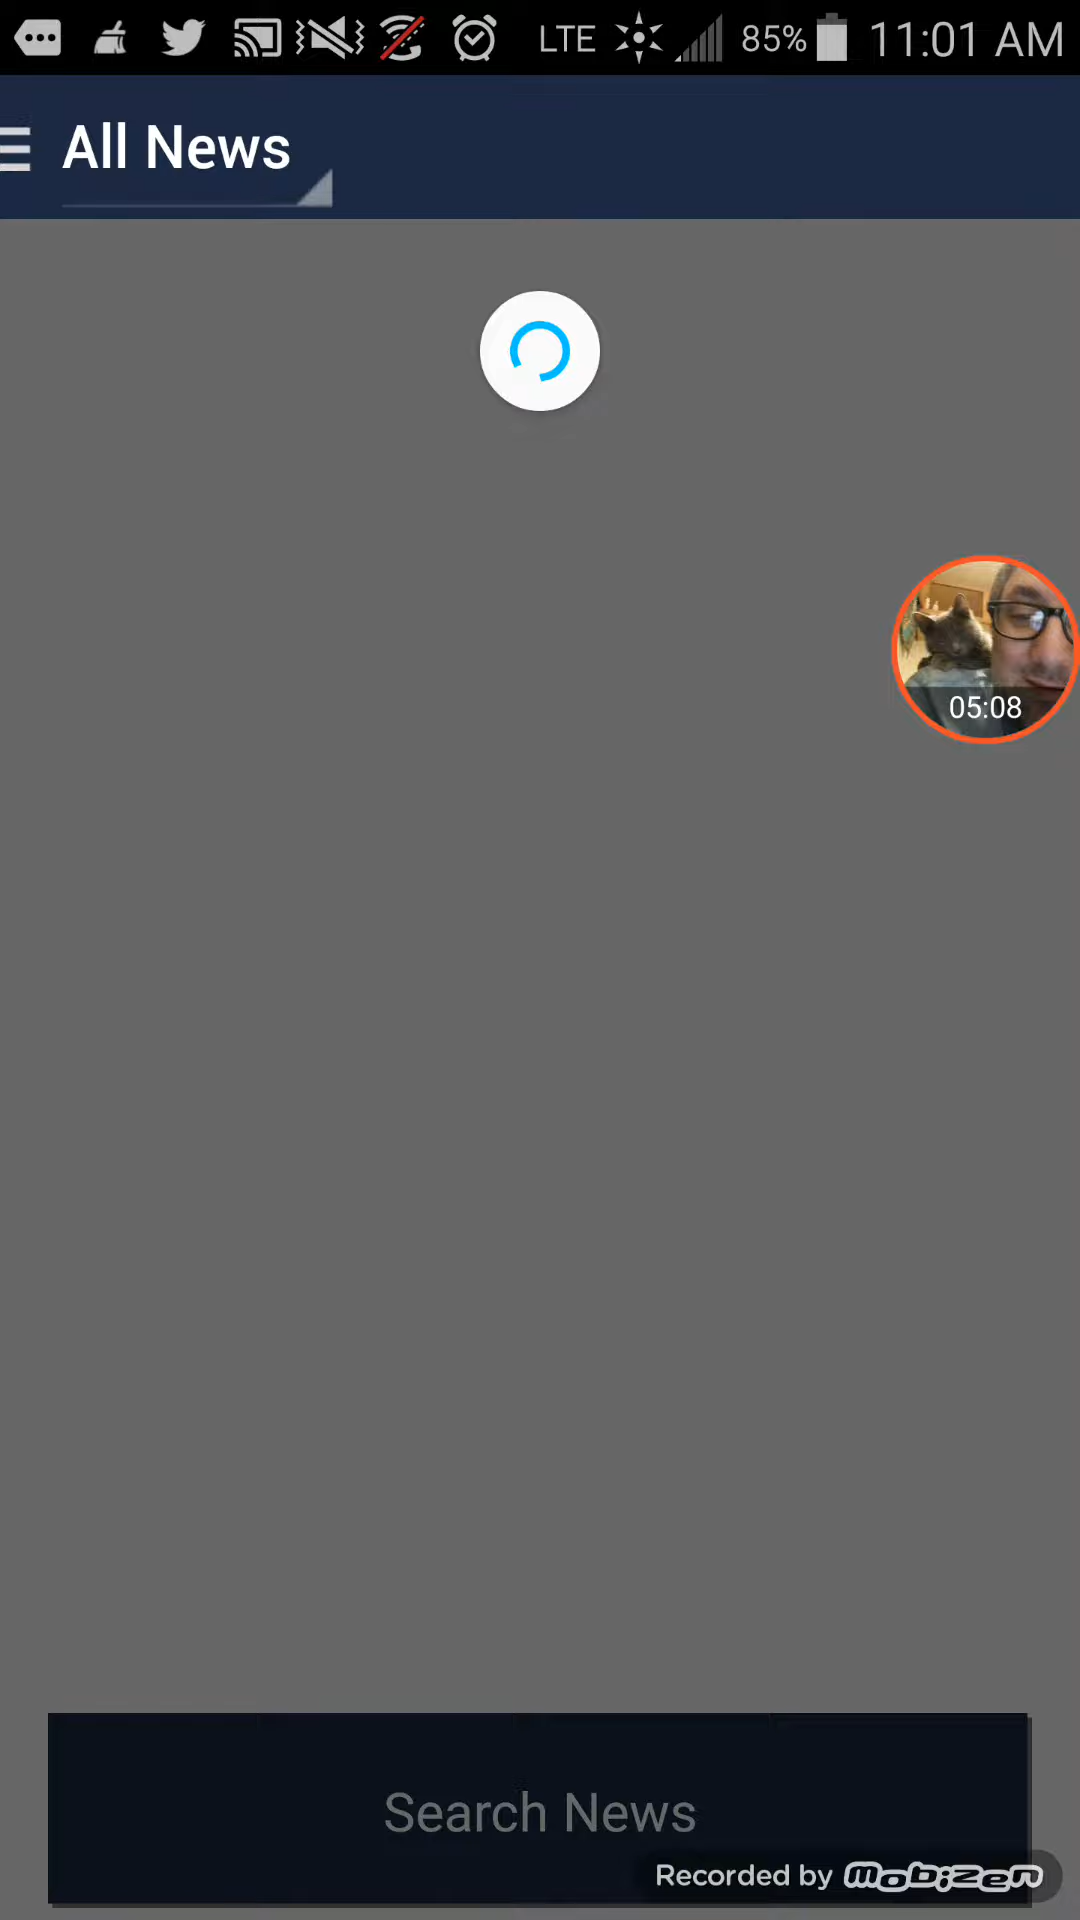 LTE 85% 11:01 AM
All News
05:08
Search News
Recorded by mobizen